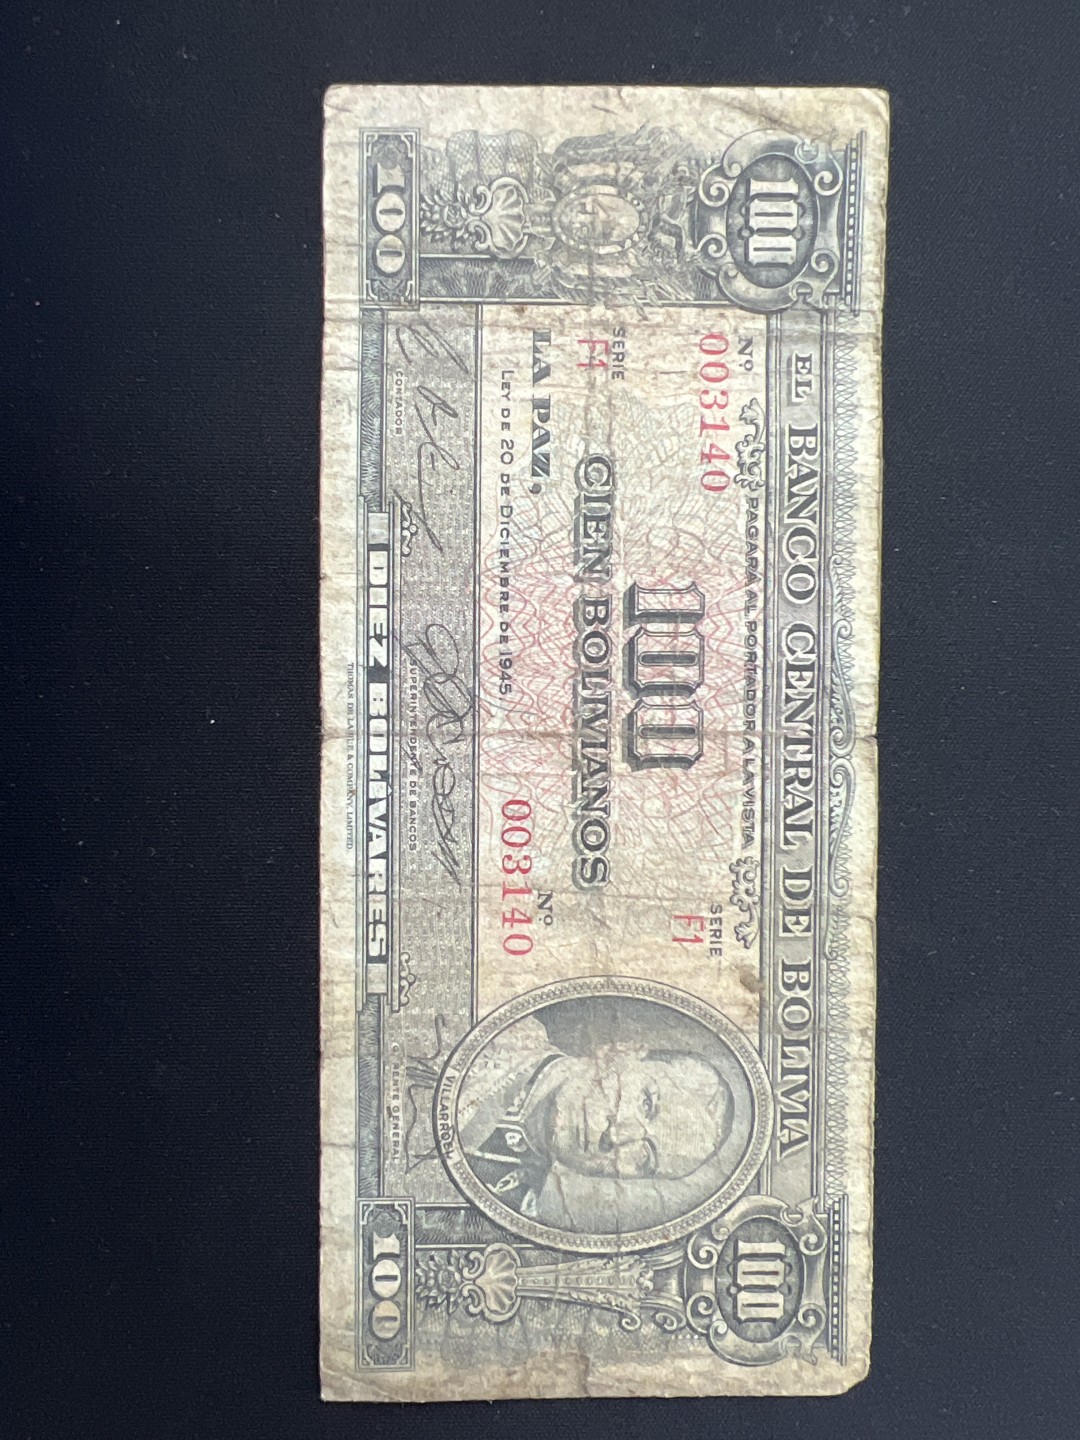 100
EL BANCO CENTRAL DE BOLIVIA
100
Nº
003140
PAGARA AL PORTADOR A LA VISTA
SERIE
F1
100
SERIE
F1
CIEN BOLIVIANOS
LA PAZ,
LEY DE 20 DE DICIEMBRE DE 1945
Nº
003140
VILLARROEL
CONTADOR
SUPERINTENDENTE DE BANCOS
GERENTE GENERAL
100
DIEZ BOLIVARES
100
THOMAS DE LA RUE & COMPANY, LIMITED.